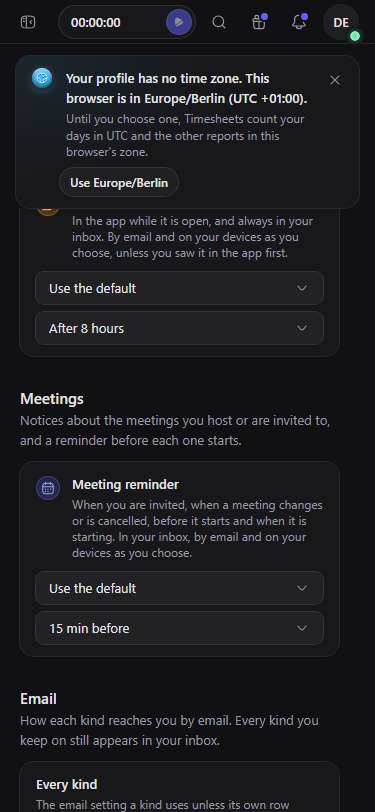 00:00:00
DE
Your profile has no time zone. This
browser is in Europe/Berlin (UTC +01:00).
Until you choose one, Timesheets count your
days in UTC and the other reports in this
browser's zone.
Use Europe/Berlin
In the app while it is open, and always in your
inbox. By email and on your devices as you
choose, unless you saw it in the app first.
Use the default
After 8 hours
Meetings
Notices about the meetings you host or are invited to,
and a reminder before each one starts.
Meeting reminder
When you are invited, when a meeting changes
or is cancelled, before it starts and when it is
starting. In your inbox, by email and on your
devices as you choose.
Use the default
15 min before
Email
How each kind reaches you by email. Every kind you
keep on still appears in your inbox.
Every kind
The email setting a kind uses unless its own row